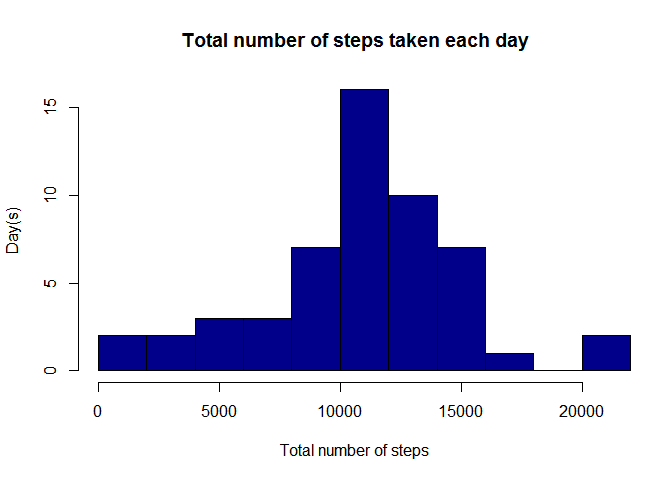 Total number of steps taken each day
15
10
5
0
Day(s)
0 5000 10000 15000 20000
Total number of steps